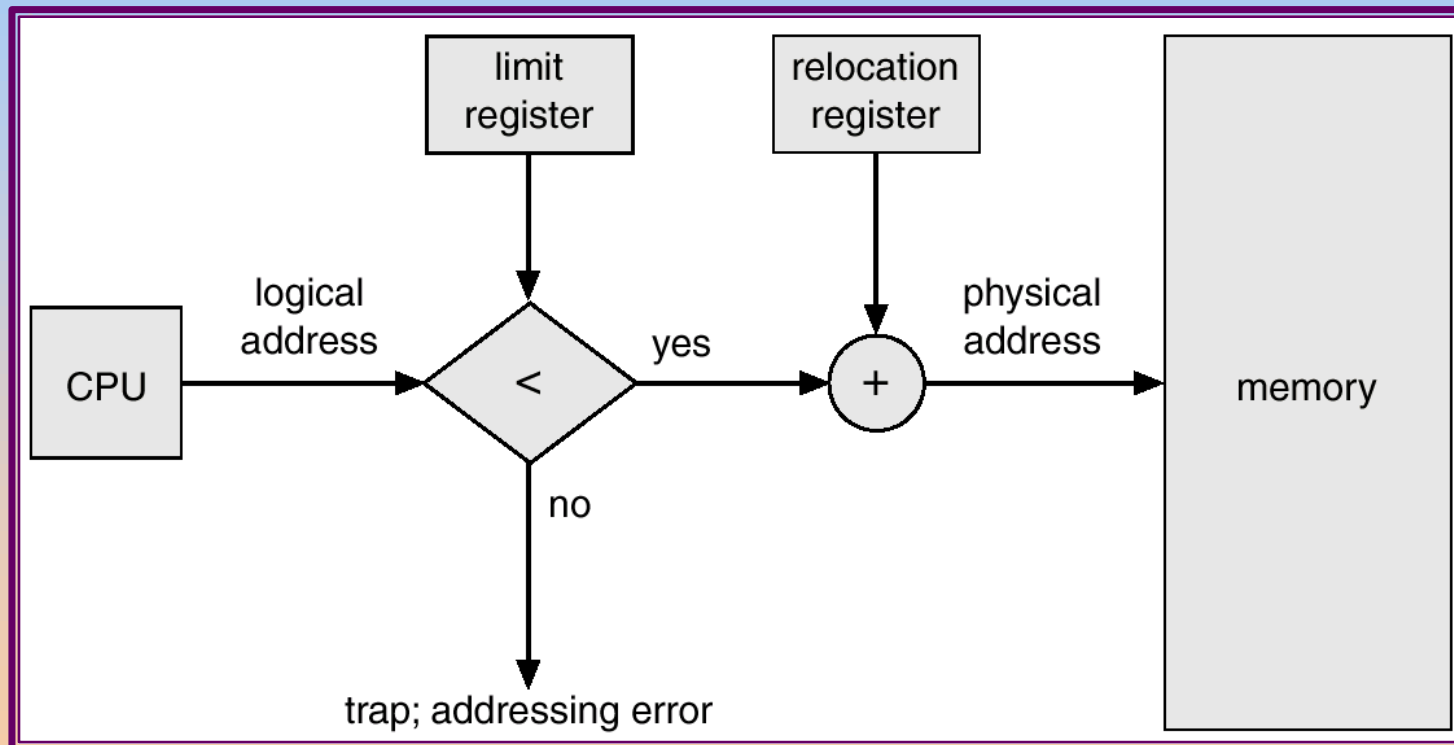 limit
register
relocation
register
logical
address
physical
address
CPU
<
yes
+
memory
no
trap; addressing error